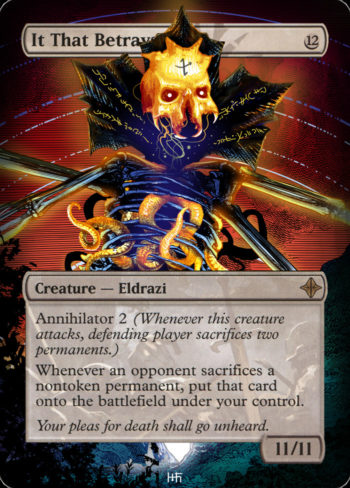 It That Betray
12
Creature — Eldrazi
Annihilator 2 (Whenever this creature
attacks, defending player sacrifices two
permanents.)
Whenever an opponent sacrifices a
nontoken permanent, put that card
onto the battlefield under your control.
Your pleas for death shall go unheard.
11/11